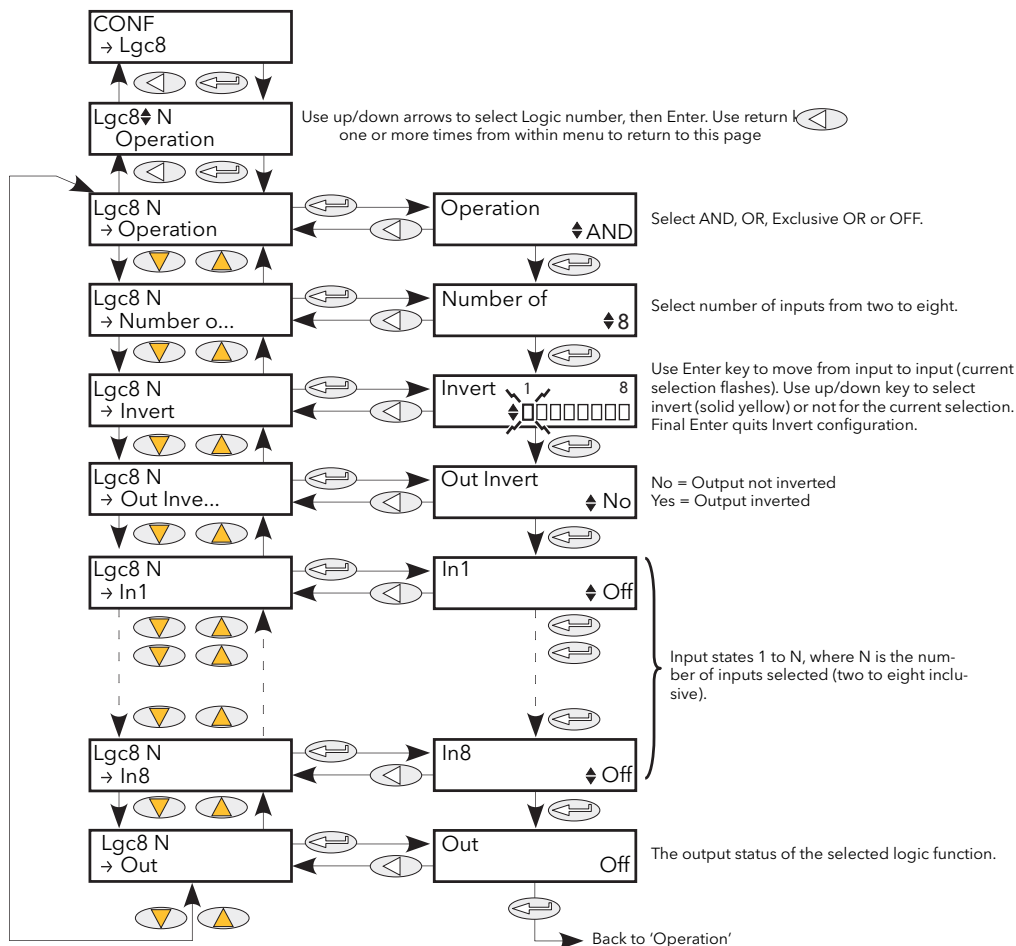 CONF
→ Lgc8
Lgc8 N
Operation
Use up/down arrows to select Logic number, then Enter. Use return
one or more times from within menu to return to this page
Lgc8 N
→ Operation
Operation
AND
Select AND, OR, Exclusive OR or OFF.
Lgc8 N
→ Number o...
Number of
8
Select number of inputs from two to eight.
Lgc8 N
→ Invert
Invert
1
8
Use Enter key to move from input to input (current
selection flashes). Use up/down key to select
invert (solid yellow) or not for the current selection.
Final Enter quits Invert configuration.
Lgc8 N
→ Out Inve...
Out Invert
No
No = Output not inverted
Yes = Output inverted
Lgc8 N
→ In1
In1
Off
Input states 1 to N, where N is the num-
ber of inputs selected (two to eight inclu-
sive).
Lgc8 N
→ In8
In8
Off
Lgc8 N
→ Out
Out
Off
The output status of the selected logic function.
Back to ‘Operation’